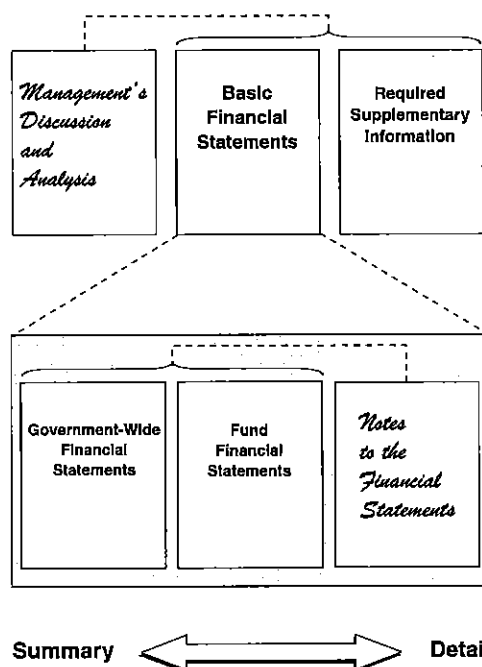 Management's
Discussion
and
Analysis
Basic
Financial
Statements
Required
Supplementary
Information
Government-Wide
Financial
Statements
Fund
Financial
Statements
Notes
to the
Financial
Statements
Summary
Detai